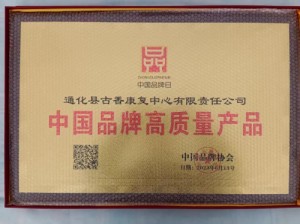 中国品牌日
通化县古香康复中心有限责任公司
中国品牌高质量产品
中国品牌协会